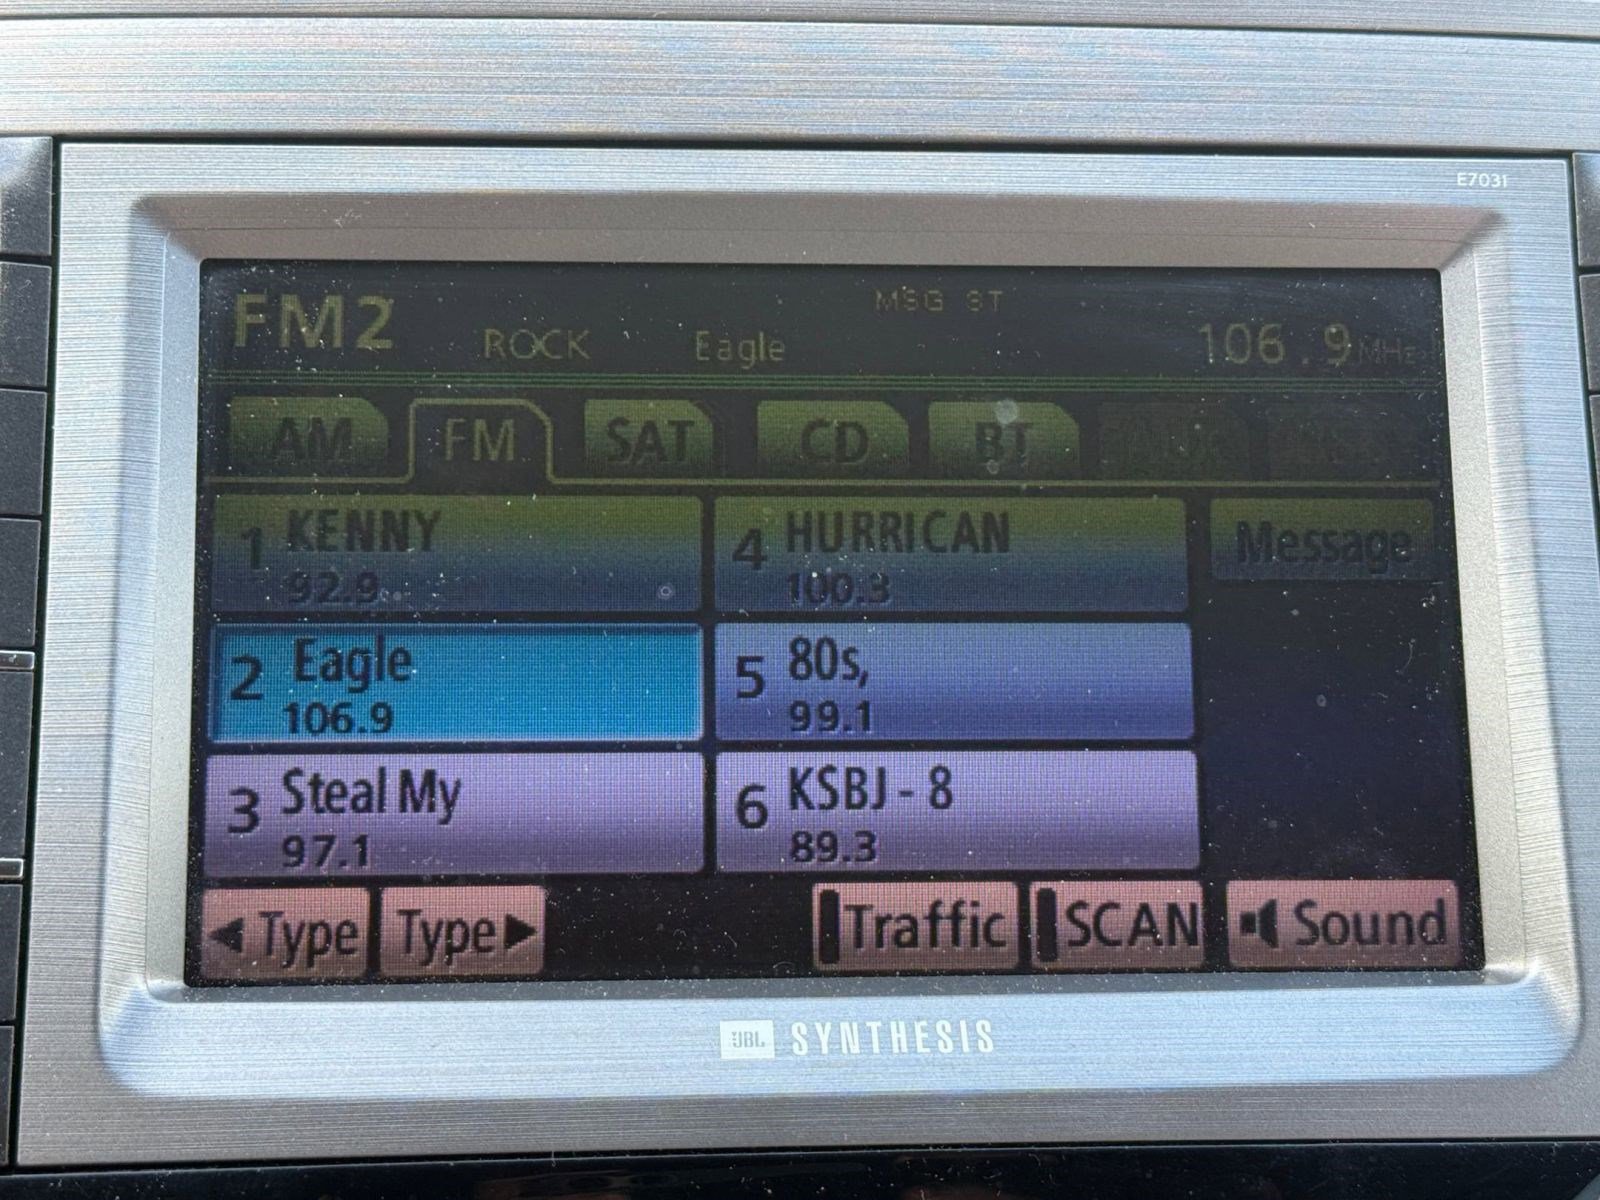 E7031
MSG ST
FM2 ROCK Eagle 106.9 MHz
AM FM SAT CD BT
1 KENNY
92.9
4 HURRICAN
100.3
Message
2 Eagle
106.9
5 80s,
99.1
3 Steal My
97.1
6 KSBJ - 8
89.3
◀ Type Type ▶ Traffic SCAN Sound
JBL SYNTHESIS